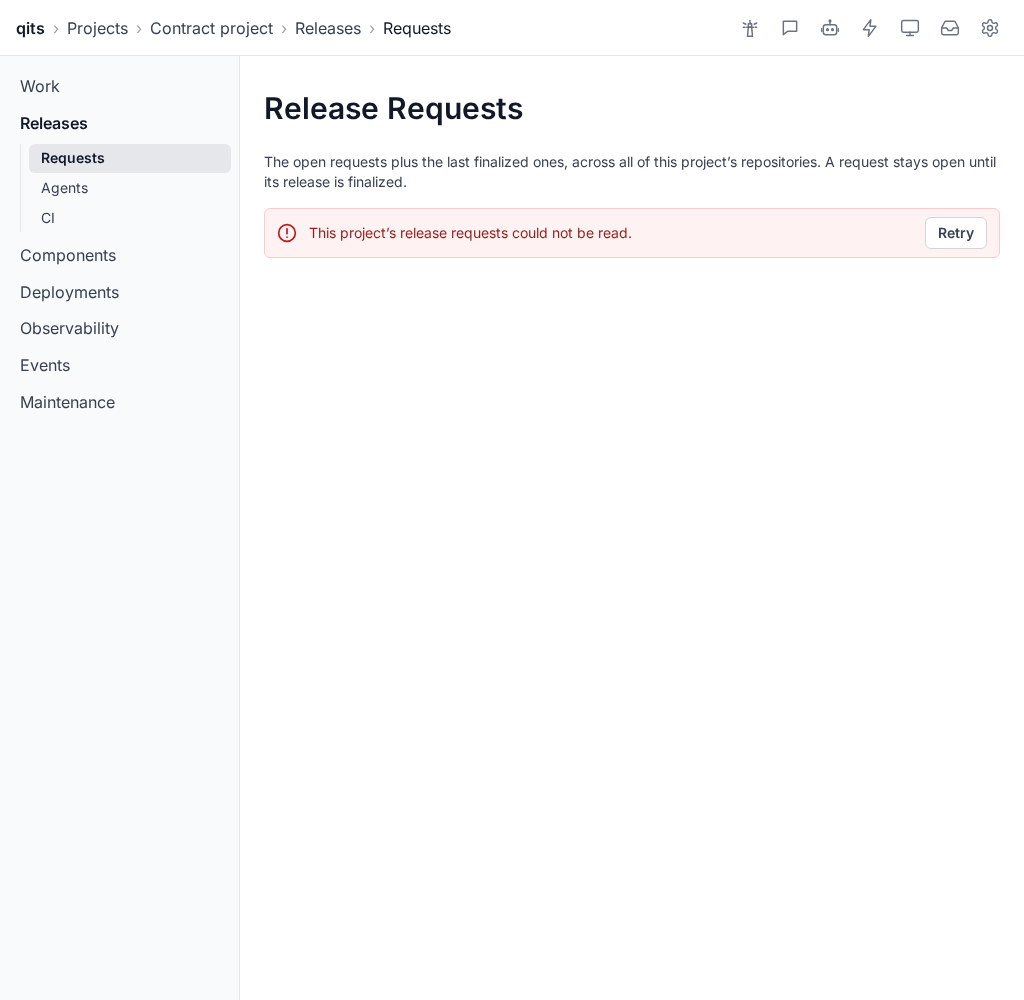 qits › Projects › Contract project › Releases › Requests
Work
Releases
Requests
Agents
CI
Components
Deployments
Observability
Events
Maintenance
Release Requests
The open requests plus the last finalized ones, across all of this project’s repositories. A request stays open until
its release is finalized.
This project’s release requests could not be read.
Retry